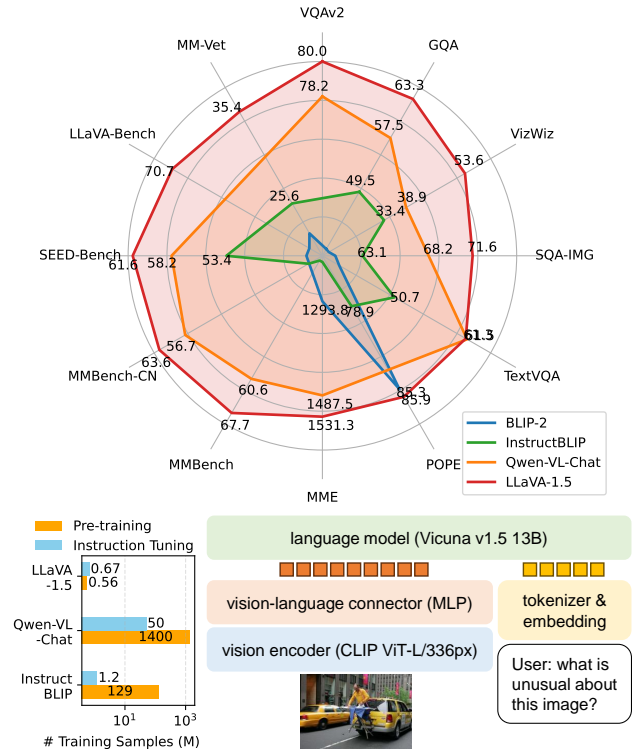 VQAv2
MM-Vet
GQA
80.0
78.2
63.3
35.4
57.5
LLaVA-Bench
VizWiz
70.7
53.6
49.5
25.6
38.9
33.4
SEED-Bench
61.6
58.2
53.4
63.1
68.2
71.6
SQA-IMG
50.7
1293.8
78.9
61.5
61.3
56.7
MMBench-CN
63.6
TextVQA
60.6
85.3
85.9
1487.5
67.7
1531.3
MMBench
POPE
MME
BLIP-2
InstructBLIP
Qwen-VL-Chat
LLaVA-1.5
Pre-training
Instruction Tuning
LLaVA
-1.5
0.67
0.56
Qwen-VL
-Chat
50
1400
Instruct
BLIP
1.2
129
10^1
10^3
# Training Samples (M)
language model (Vicuna v1.5 13B)
vision-language connector (MLP)
tokenizer &
embedding
vision encoder (CLIP ViT-L/336px)
User: what is
unusual about
this image?